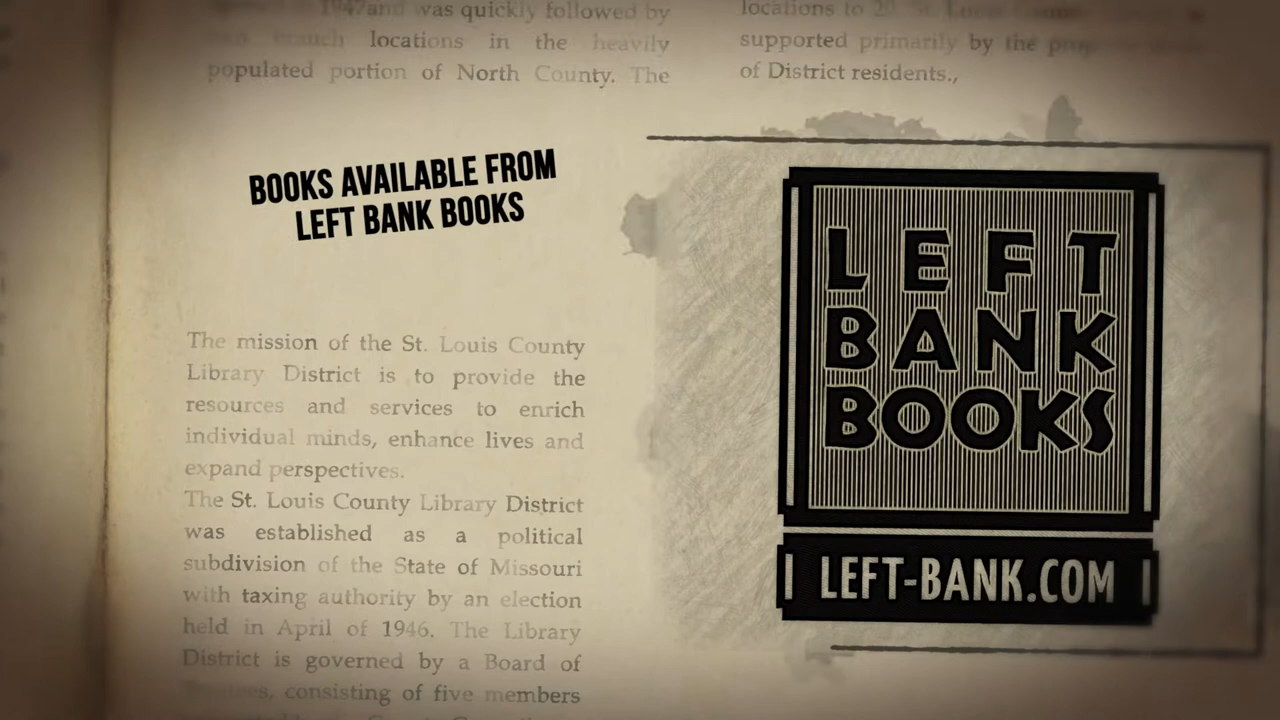 1947and was quickly followed by
branch locations in the heavily
populated portion of North County. The
locations to 20 St. Louis
supported primarily by the
of District residents.,
BOOKS AVAILABLE FROM
LEFT BANK BOOKS
The mission of the St. Louis County
Library District is to provide the
resources and services to enrich
individual minds, enhance lives and
expand perspectives.
The St. Louis County Library District
was established as a political
subdivision of the State of Missouri
with taxing authority by an election
held in April of 1946. The Library
District is governed by a Board of
consisting of five members
LEFT
BANK
BOOKS
LEFT-BANK.COM